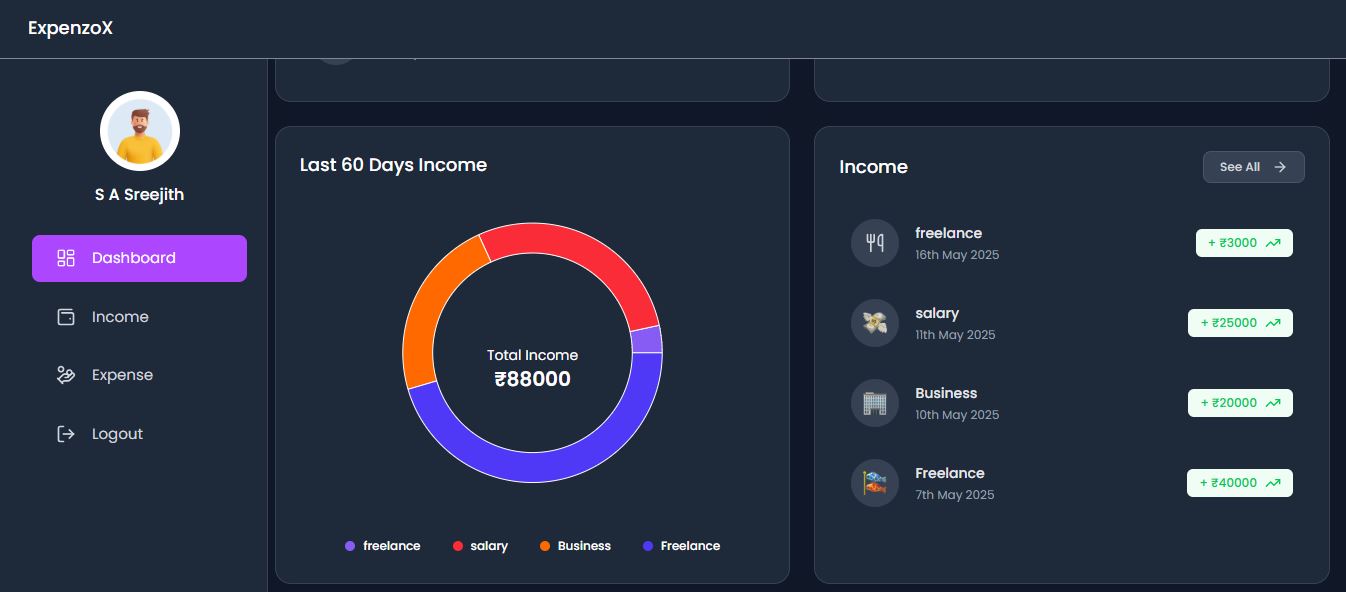 ExpenzoX
S A Sreejith
Dashboard
Income
Expense
Logout
Last 60 Days Income
Total Income
₹88000
freelance salary Business Freelance
Income
See All
freelance
16th May 2025
+ ₹3000
salary
11th May 2025
+ ₹25000
Business
10th May 2025
+ ₹20000
Freelance
7th May 2025
+ ₹40000